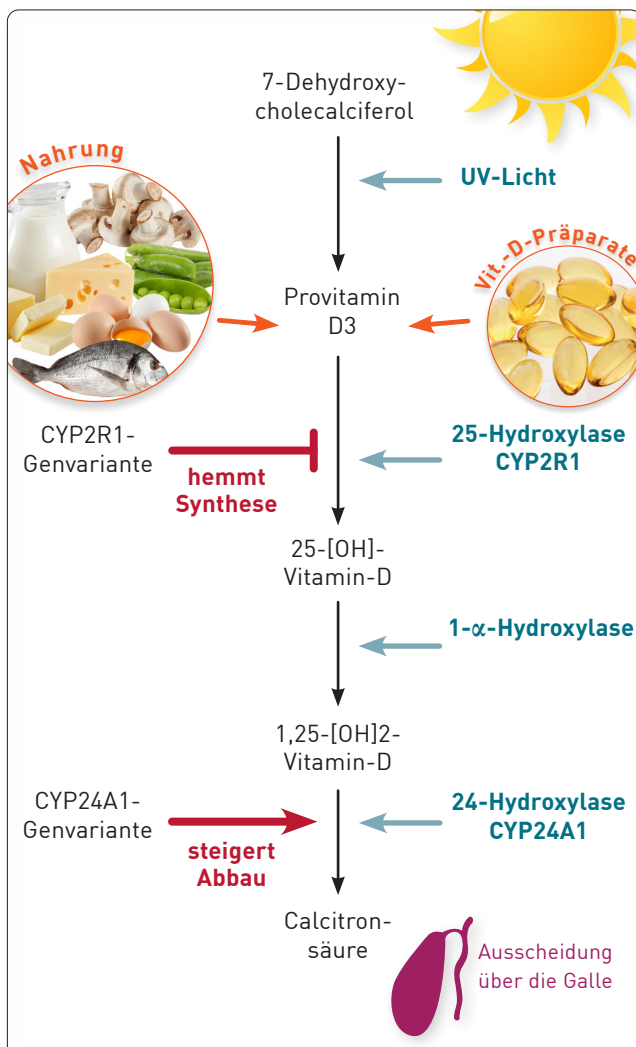 7-Dehydroxy-
cholecalciferol
Nahrung
UV-Licht
Vit.-D-Präparate
Provitamin
D3
CYP2R1-
Genvariante
hemmt
Synthese
25-Hydroxylase
CYP2R1
25-[OH]-
Vitamin-D
1-α-Hydroxylase
1,25-[OH]2-
Vitamin-D
CYP24A1-
Genvariante
steigert
Abbau
24-Hydroxylase
CYP24A1
Calcitron-
säure
Ausscheidung
über die Galle